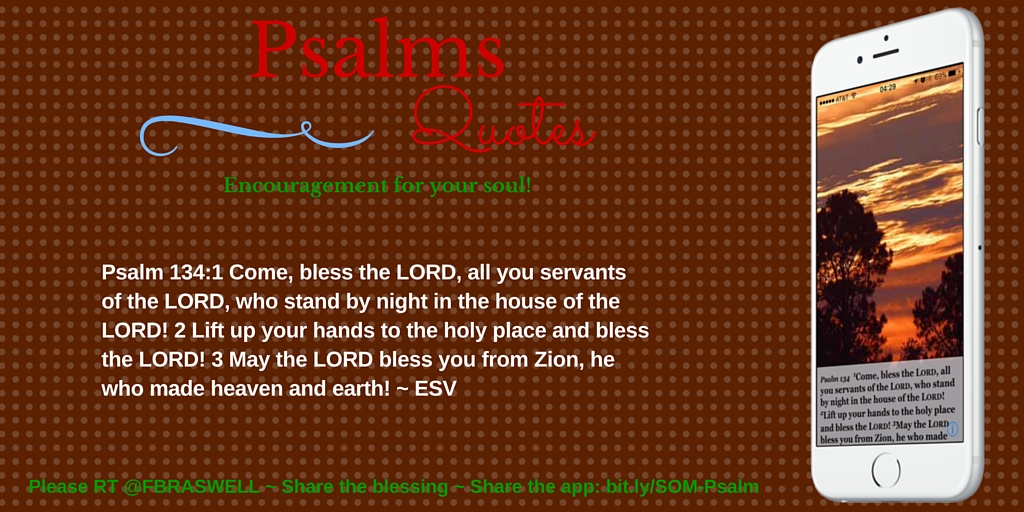 Psalms
Quotes
Encouragement for your soul!
Psalm 134:1 Come, bless the LORD, all you servants
of the LORD, who stand by night in the house of the
LORD! 2 Lift up your hands to the holy place and bless
the LORD! 3 May the LORD bless you from Zion, he
who made heaven and earth! ~ ESV
Please RT @FBRASWELL ~ Share the blessing ~ Share the app: bit.ly/SOM-Psalm
AT&T 04:29 69%
Psalm 134 1Come, bless the LORD, all
you servants of the LORD, who stand
by night in the house of the LORD!
2Lift up your hands to the holy place
and bless the LORD! 3May the LORD
bless you from Zion, he who made